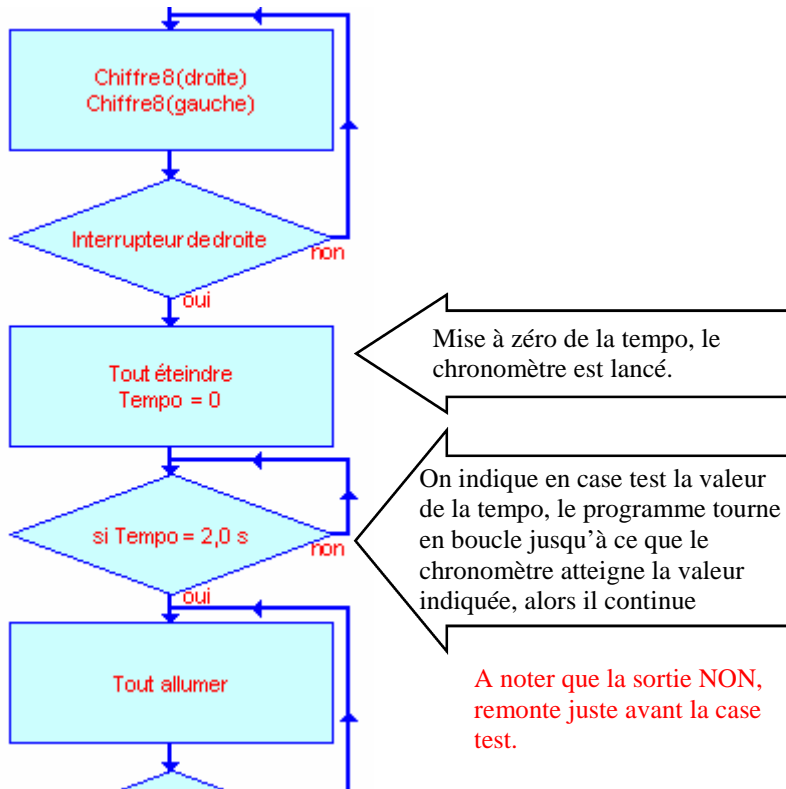 Chiffre8(droite)
Chiffre8(gauche)
Interrupteur de droite
non
oui
Tout éteindre
Tempo = 0
Mise à zéro de la tempo, le
chronomètre est lancé.
si Tempo = 2,0 s
non
oui
On indique en case test la valeur
de la tempo, le programme tourne
en boucle jusqu’à ce que le
chronomètre atteigne la valeur
indiquée, alors il continue
Tout allumer
A noter que la sortie NON,
remonte juste avant la case
test.